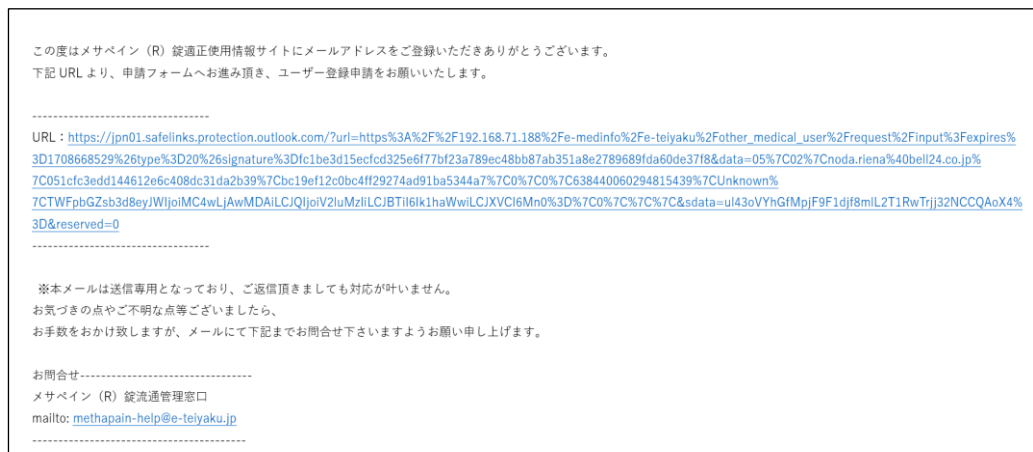 この度はメサペイン（R）錠適正使用情報サイトにメールアドレスをご登録いただきありがとうございます。
下記 URL より、申請フォームへお進み頂き、ユーザー登録申請をお願いいたします。
----------------------------------
URL：https://jpn01.safelinks.protection.outlook.com/?url=https%3A%2F%2F192.168.71.188%2Fe-medinfo%2Fe-teiyaku%2Fother_medical_user%2Frequest%2Finput%3Fexpires%
3D1708668529%26type%3D20%26signature%3Dfc1be3d15ecfcd325e6f77bf23a789ec48bb87ab351a8e2789689fda60de37f8&data=05%7C02%7Cnoda.riena%40bell24.co.jp%
7C051cfc3edd144612e6c408dc31da2b39%7Cbc19ef12c0bc4ff29274ad91ba5344a7%7C0%7C0%7C638440060294815439%7CUnknown%
7CTWFpbGZsb3d8eyJWIjoiMC4wLjAwMDAiLCJQIjoiV2luMzIiLCJBTiI6Ik1haWwiLCJXVCI6Mn0%3D%7C0%7C%7C%7C&sdata=ul43oVYhGfMpjF9F1djf8mlL2T1RwTrjj32NCCQAoX4%
3D&reserved=0
----------------------------------
※本メールは送信専用となっており、ご返信頂きましても対応が叶いません。
お気づきの点やご不明な点等ございましたら、
お手数をおかけ致しますが、メールにて下記までお問合せ下さいますようお願い申し上げます。
お問合せ---------------------------------
メサペイン（R）錠流通管理窓口
mailto: methapain-help@e-teiyaku.jp
-----------------------------------------